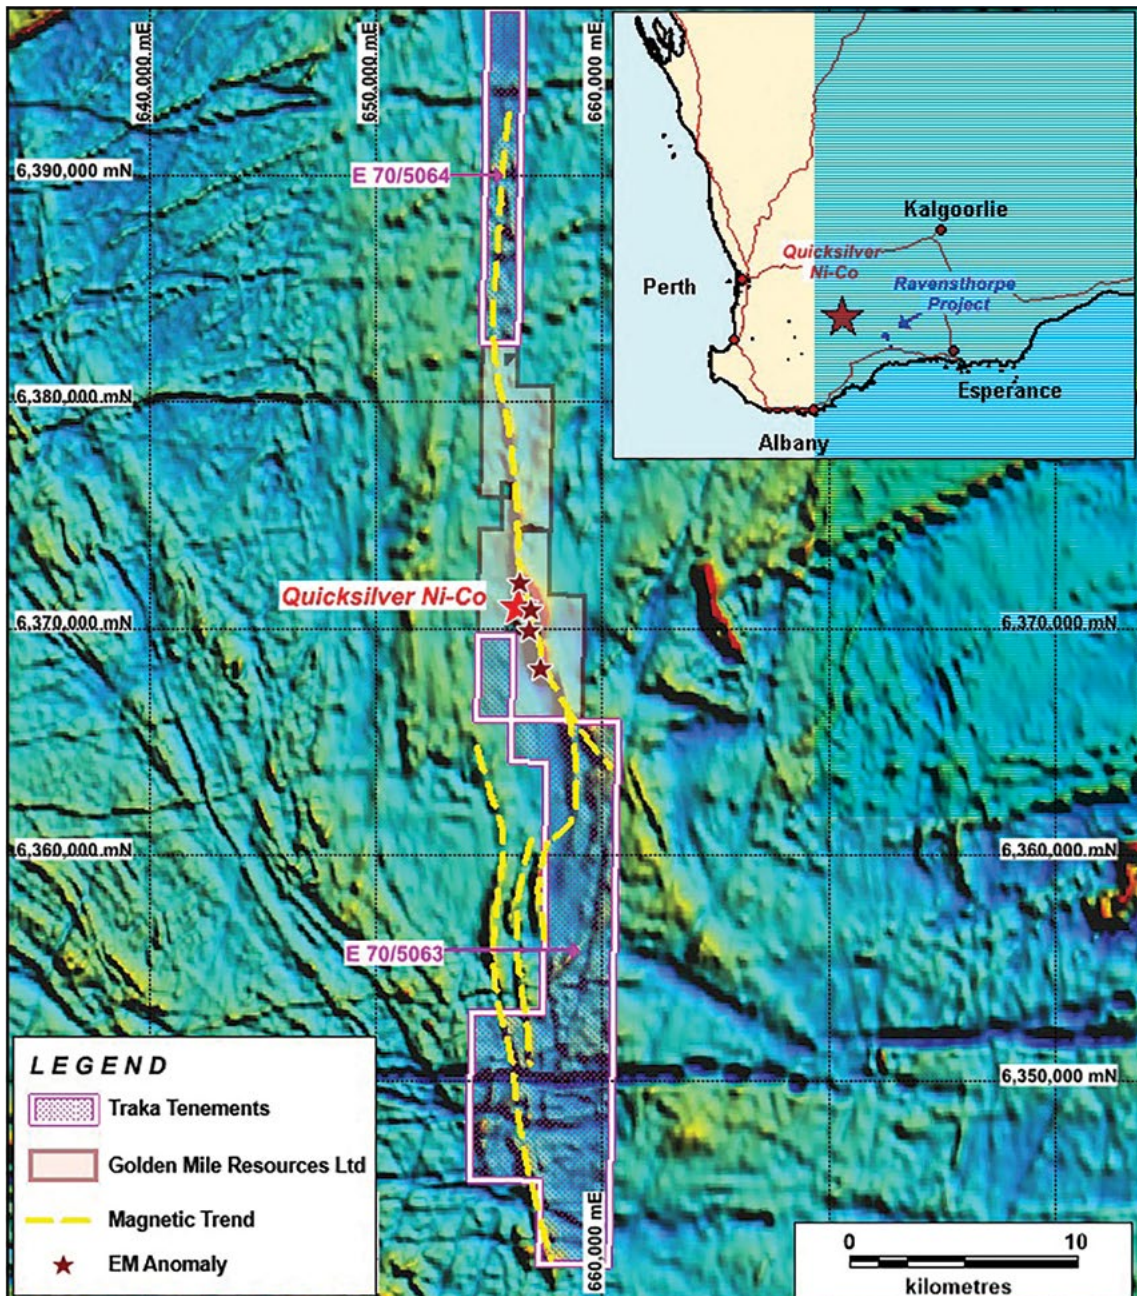 640,000 mE
650,000 mE
660,000 mE
6,390,000 mN
E 70/5064
Kalgoorlie
Quicksilver
Ni-Co
Perth
Ravensthorpe
Project
Esperance
Albany
6,380,000 mN
Quicksilver Ni-Co
6,370,000 mN
6,370,000 mN
6,360,000 mN
6,360,000 mN
E 70/5063
6,350,000 mN
660,000 mE
LEGEND
Traka Tenements
Golden Mile Resources Ltd
Magnetic Trend
EM Anomaly
0 10
kilometres